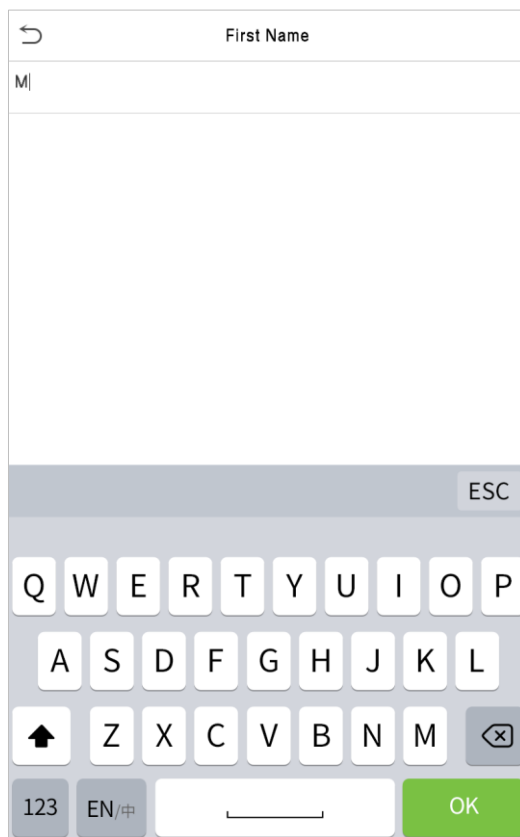 First Name
M
ESC
Q W E R T Y U I O P
A S D F G H J K L
Z X C V B N M
123 EN/中 OK